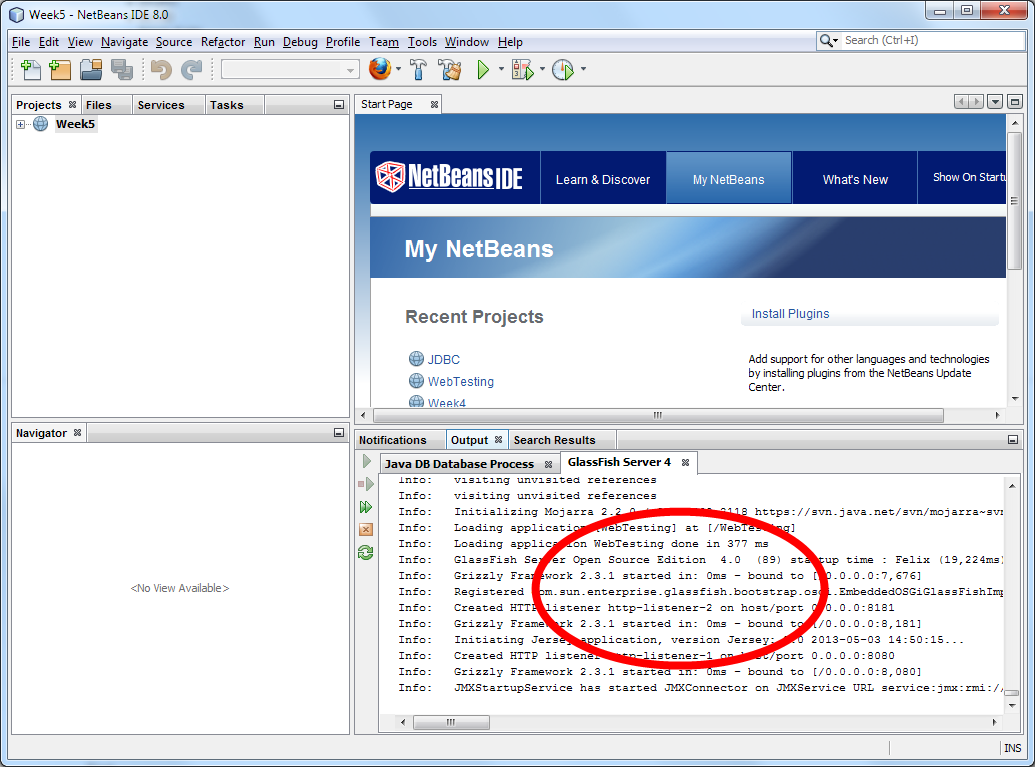 Week5 - NetBeans IDE 8.0
File Edit View Navigate Source Refactor Run Debug Profile Team Tools Window Help
Search (Ctrl+I)
Projects Files Services Tasks
Start Page
Week5
NetBeans IDE
Learn & Discover
My NetBeans
What's New
Show On Startu
My NetBeans
Recent Projects
Install Plugins
JDBC
WebTesting
Week4
Add support for other languages and technologies
by installing plugins from the NetBeans Update
Center.
Navigator
<No View Available>
Notifications Output Search Results
Java DB Database Process GlassFish Server 4
Info: visiting unvisited references
Info: visiting unvisited references
Info: Initializing Mojarra 2.2.0 https://svn.java.net/svn/mojarra~svn
Info: Loading application [WebTesting] at [/WebTesting]
Info: Loading application WebTesting done in 377 ms
Info: GlassFish Server Open Source Edition 4.0 (89) startup time : Felix (19,224ms)
Info: Grizzly Framework 2.3.1 started in: 0ms - bound to [/0.0.0.0:7,676]
Info: Registered com.sun.enterprise.glassfish.bootstrap.osgi.EmbeddedOSGiGlassFishImp
Info: Created HTTP listener http-listener-2 on host/port 0.0.0.0:8181
Info: Grizzly Framework 2.3.1 started in: 0ms - bound to [/0.0.0.0:8,181]
Info: Initiating Jersey application, version Jersey: 2.0 2013-05-03 14:50:15...
Info: Created HTTP listener http-listener-1 on host/port 0.0.0.0:8080
Info: Grizzly Framework 2.3.1 started in: 0ms - bound to [/0.0.0.0:8,080]
Info: JMXStartupService has started JMXConnector on JMXService URL service:jmx:rmi://
INS